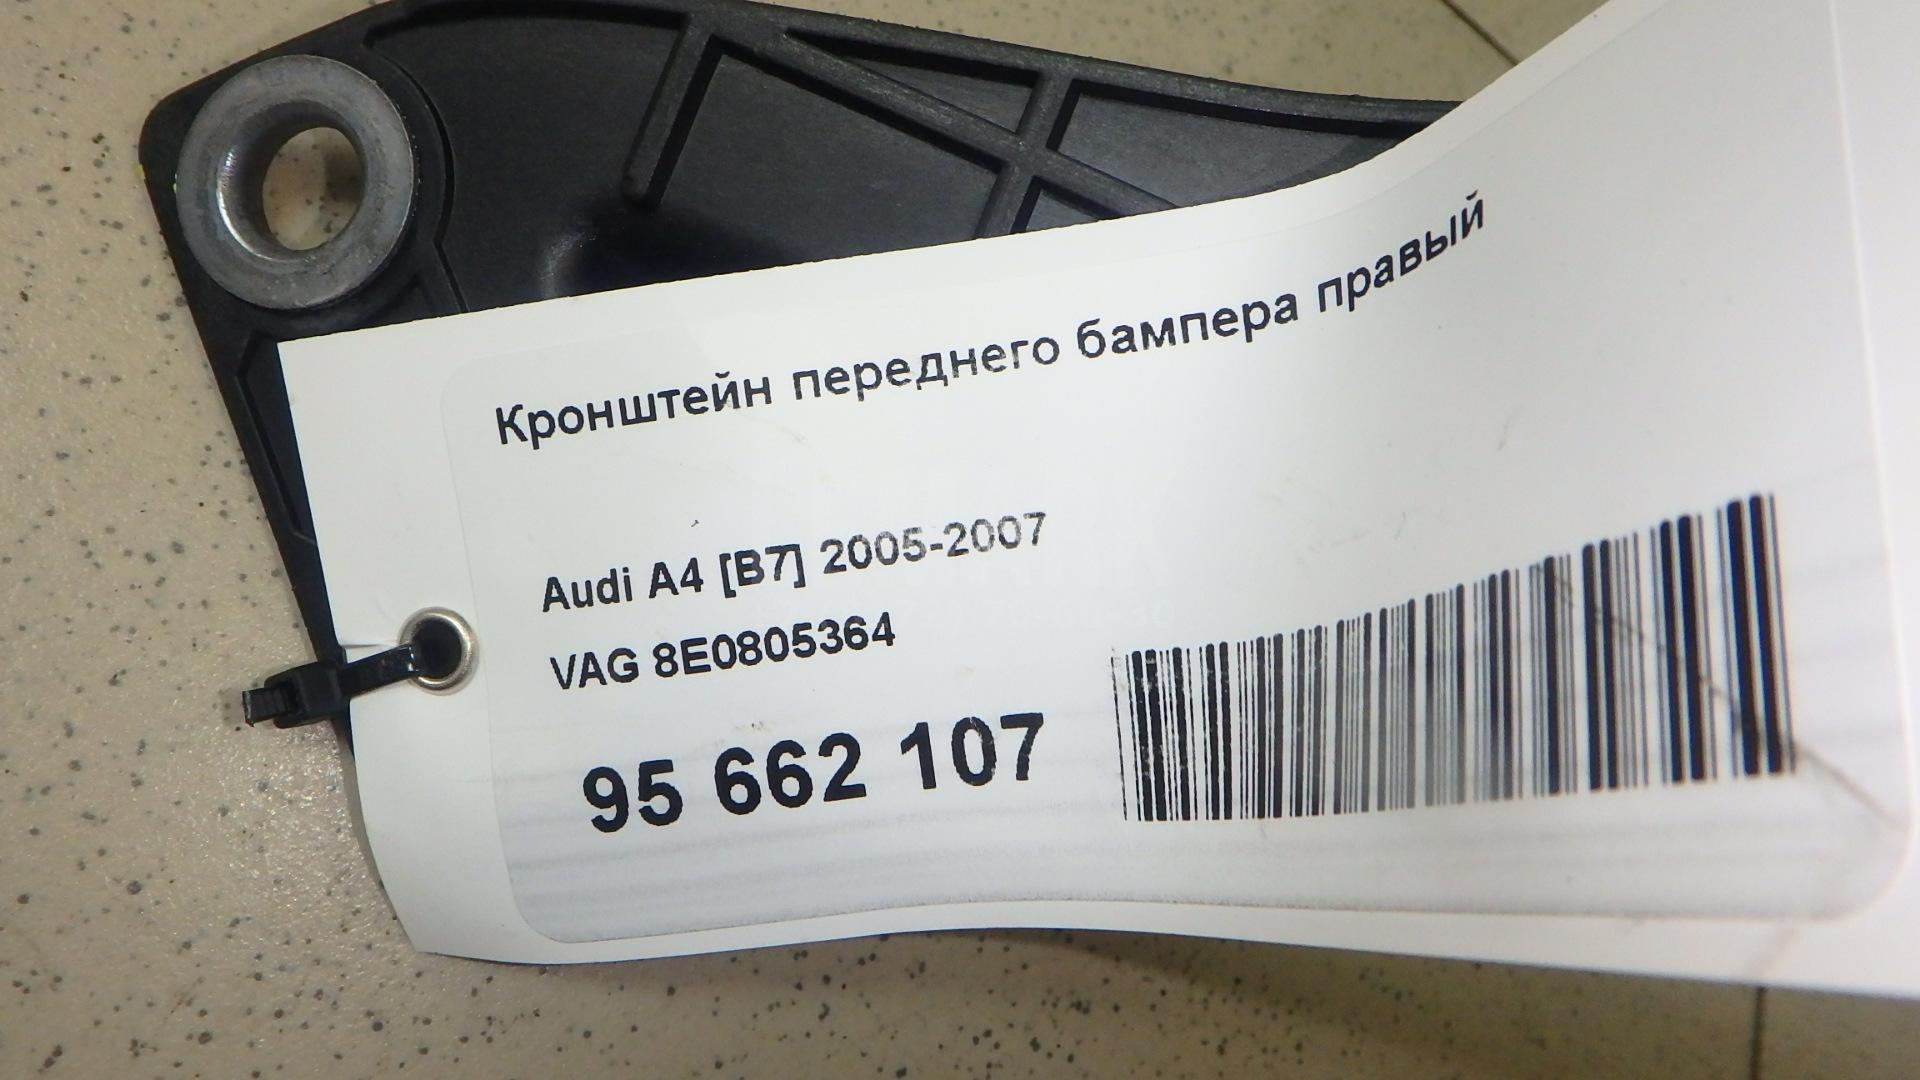 Кронштейн переднего бампера правый
Audi A4 [B7] 2005-2007
VAG 8E0805364
95 662 107